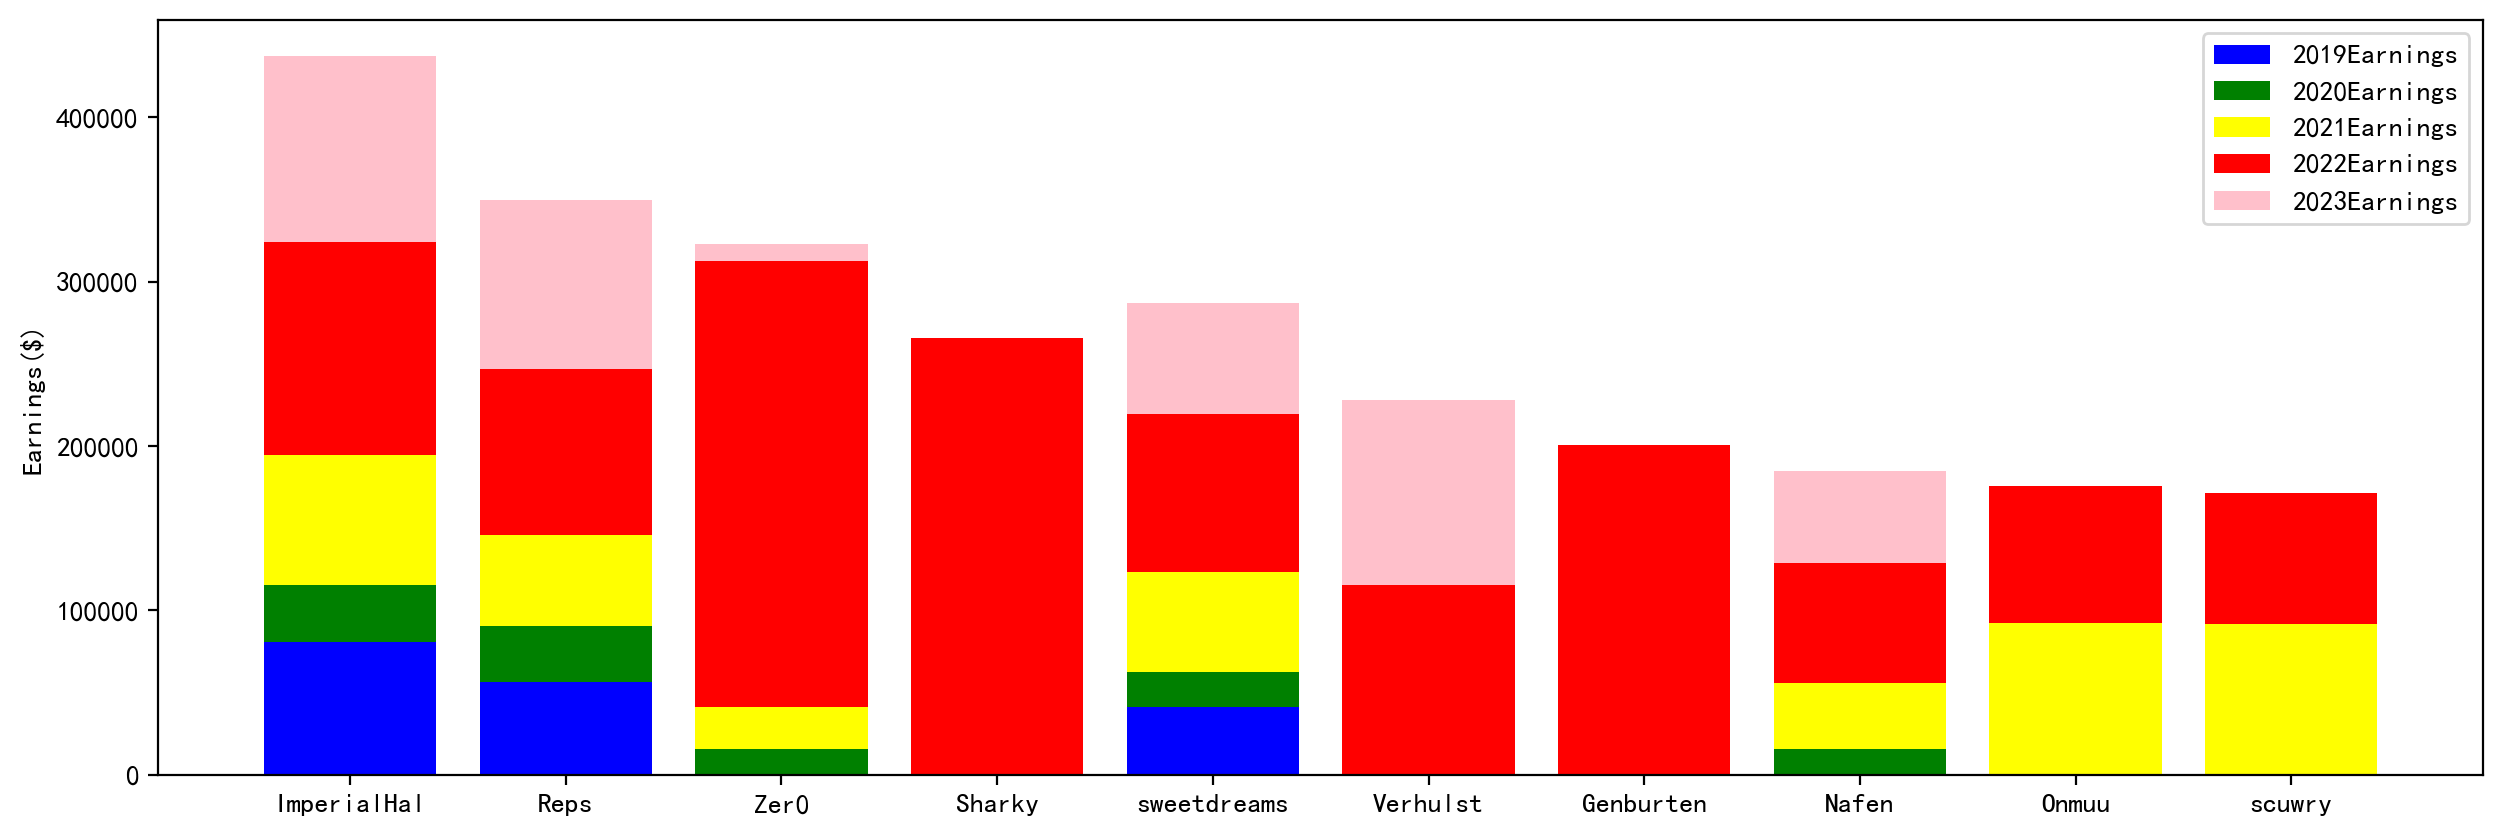 Earnings($)
400000
300000
200000
100000
0
ImperialHal
Reps
Zer0
Sharky
sweetdreams
Verhulst
Genburten
Nafen
Onmuu
scuwry
2019Earnings
2020Earnings
2021Earnings
2022Earnings
2023Earnings